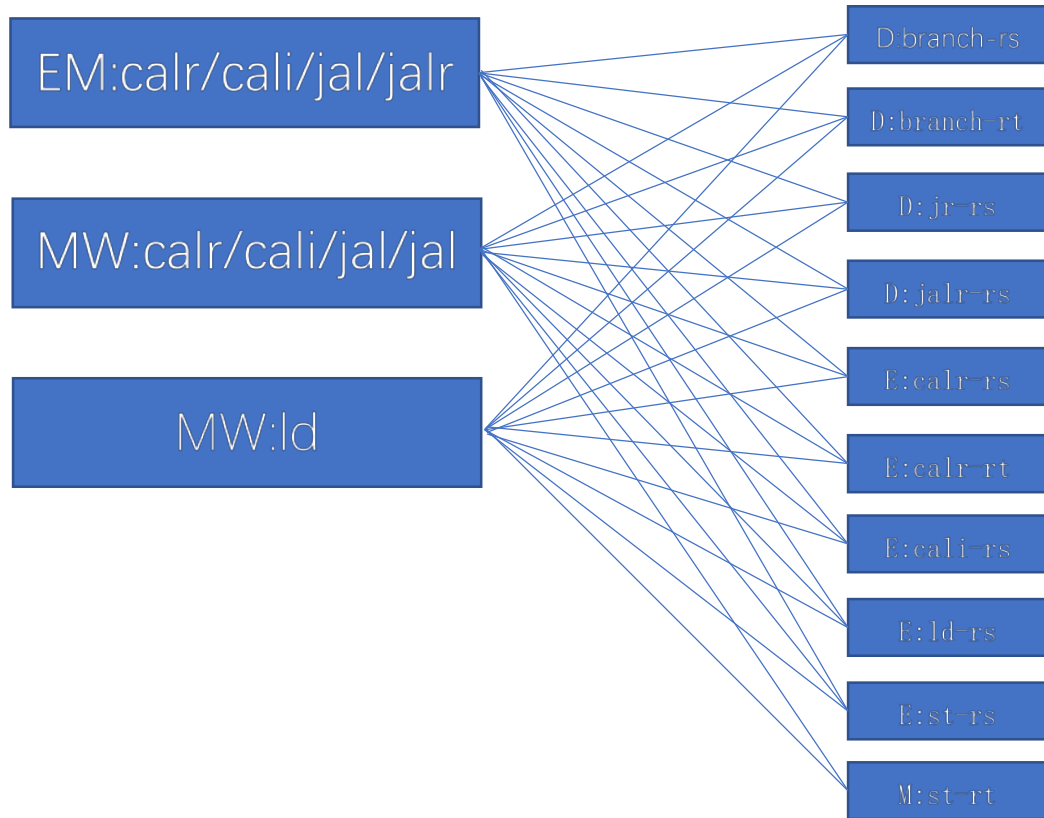 EM:calr/cali/jal/jalr
MW:calr/cali/jal/jal
MW:ld
D:branch-rs
D:branch-rt
D:jr-rs
D:jalr-rs
E:calr-rs
E:calr-rt
E:cali-rs
E:ld-rs
E:st-rs
M:st-rt